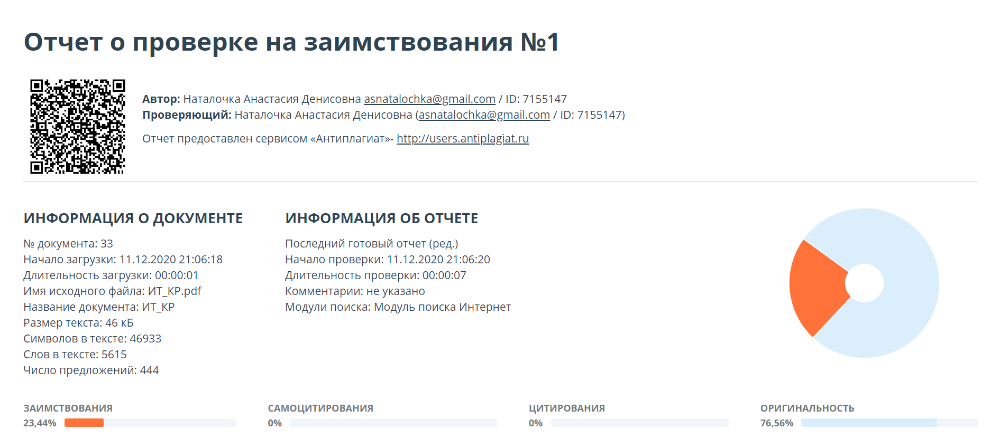 Отчет о проверке на заимствования №1
Автор: Наталочка Анастасия Денисовна asnatalochka@gmail.com / ID: 7155147
Проверяющий: Наталочка Анастасия Денисовна (asnatalochka@gmail.com / ID: 7155147)
Отчет предоставлен сервисом «Антиплагиат»- http://users.antiplagiat.ru
ИНФОРМАЦИЯ О ДОКУМЕНТЕ
№ документа: 33
Начало загрузки: 11.12.2020 21:06:18
Длительность загрузки: 00:00:01
Имя исходного файла: ИТ_КР.pdf
Название документа: ИТ_КР
Размер текста: 46 кБ
Символов в тексте: 46933
Слов в тексте: 5615
Число предложений: 444
ИНФОРМАЦИЯ ОБ ОТЧЕТЕ
Последний готовый отчет (ред.)
Начало проверки: 11.12.2020 21:06:20
Длительность проверки: 00:00:07
Комментарии: не указано
Модули поиска: Модуль поиска Интернет
ЗАИМСТВОВАНИЯ
23,44%
САМОЦИТИРОВАНИЯ
0%
ЦИТИРОВАНИЯ
0%
ОРИГИНАЛЬНОСТЬ
76,56%